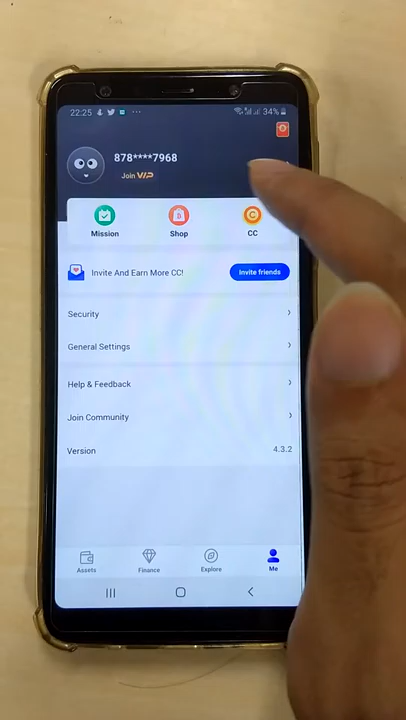 22:25 34%
878****7968
Join VIP
Mission Shop CC
Invite And Earn More CC! Invite friends
Security
General Settings
Help & Feedback
Join Community
Version 4.3.2
Assets Finance Explore Me